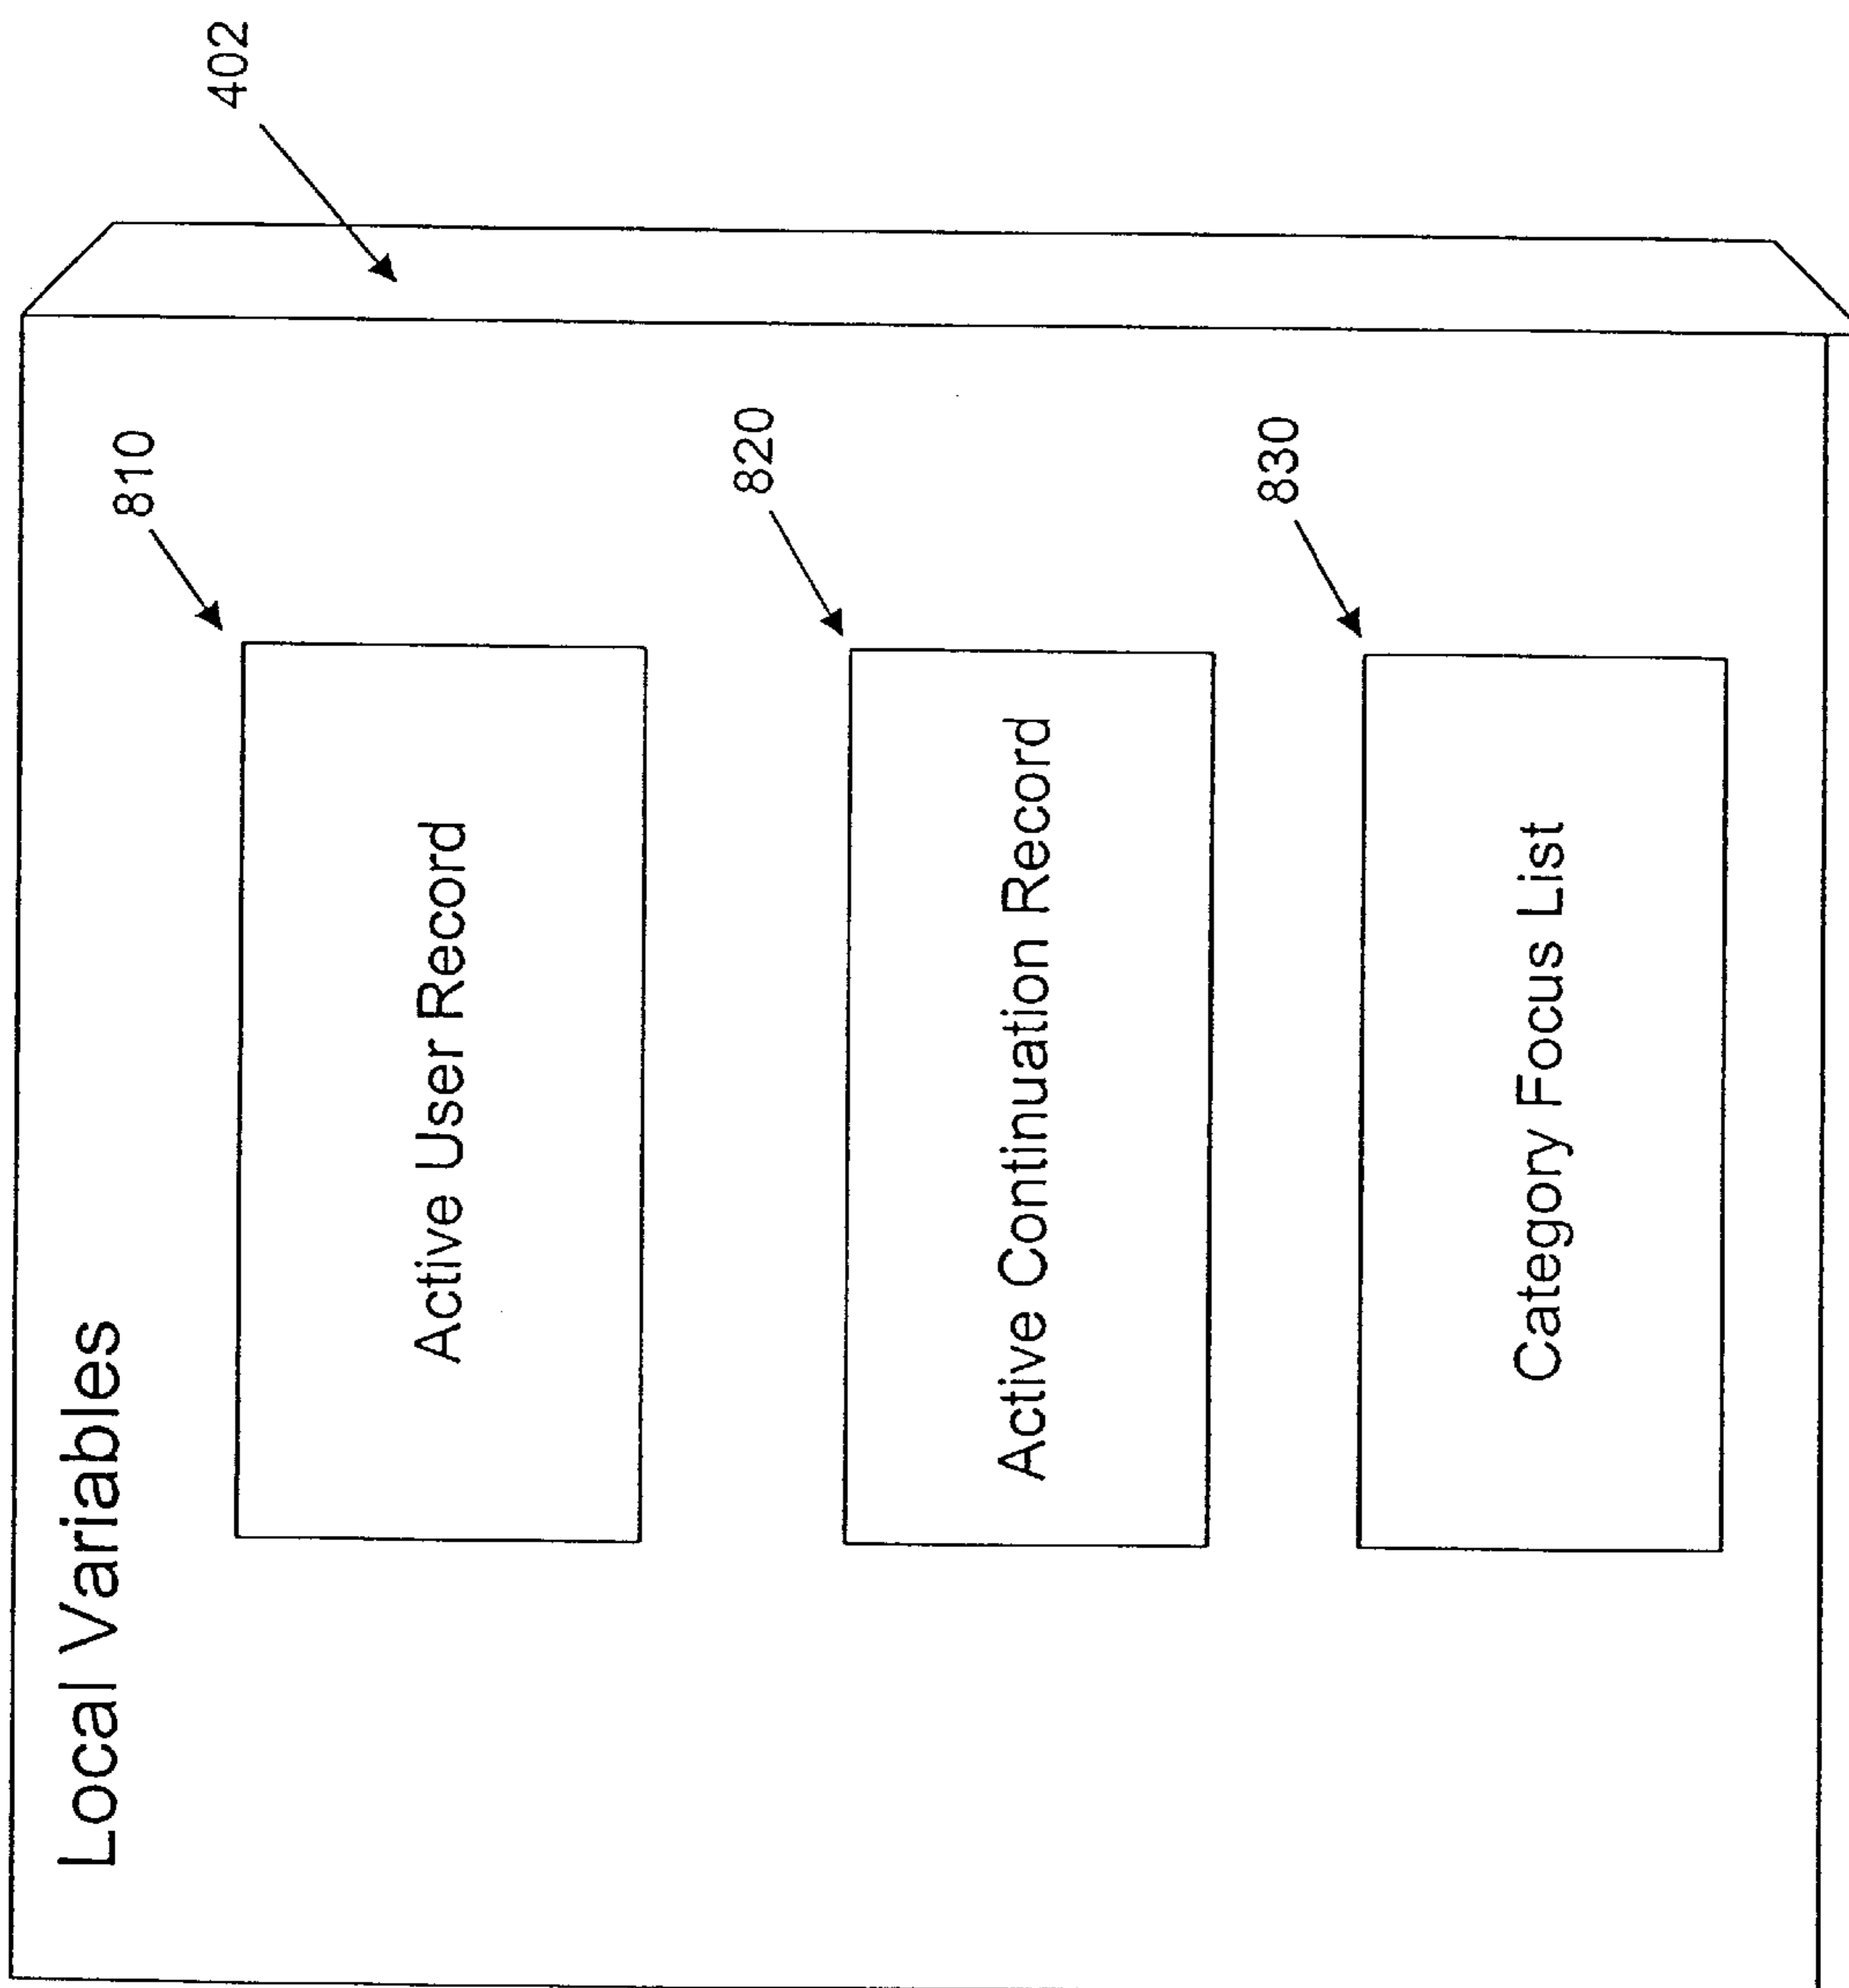 Local Variables
402
810
Active User Record
820
Active Continuation Record
830
Category Focus List